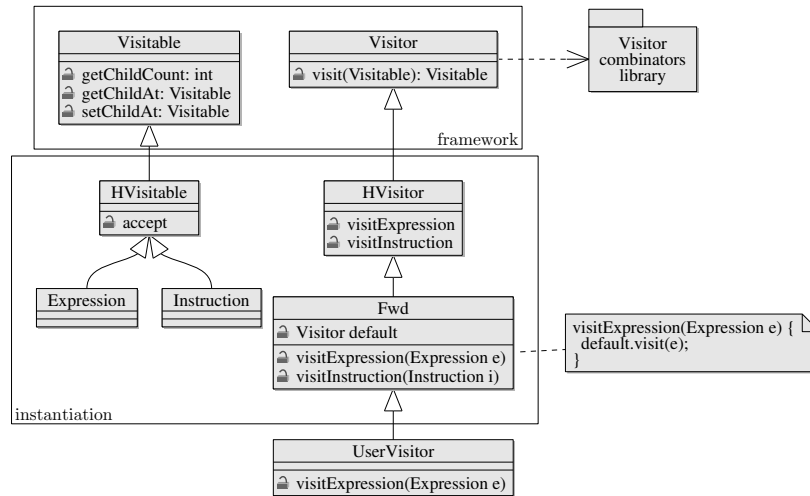 Visitable
getChildCount: int
getChildAt: Visitable
setChildAt: Visitable
Visitor
visit(Visitable): Visitable
Visitor
combinators
library
framework
HVisitable
accept
HVisitor
visitExpression
visitInstruction
Expression
Instruction
Fwd
Visitor default
visitExpression(Expression e)
visitInstruction(Instruction i)
visitExpression(Expression e) {
default.visit(e);
}
instantiation
UserVisitor
visitExpression(Expression e)